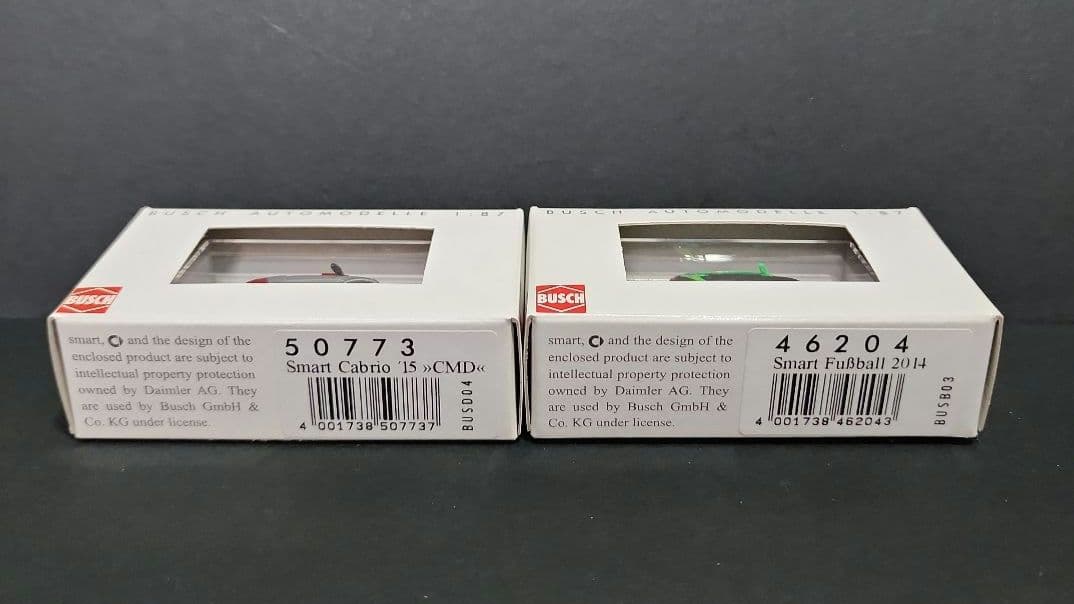 BUSCH AUTOMODELLE 1:87
BUSCH
smart, and the design of the
enclosed product are subject to
intellectual property protection
owned by Daimler AG. They
are used by Busch GmbH &
Co. KG under license.
50773
Smart Cabrio '15 »CMD«
4 001738 507737
BUSD04
BUSCH AUTOMODELLE 1:87
BUSCH
smart, and the design of the
enclosed product are subject to
intellectual property protection
owned by Daimler AG. They
are used by Busch GmbH &
Co. KG under license.
46204
Smart Fußball 2014
4 001738 462043
BUSB03